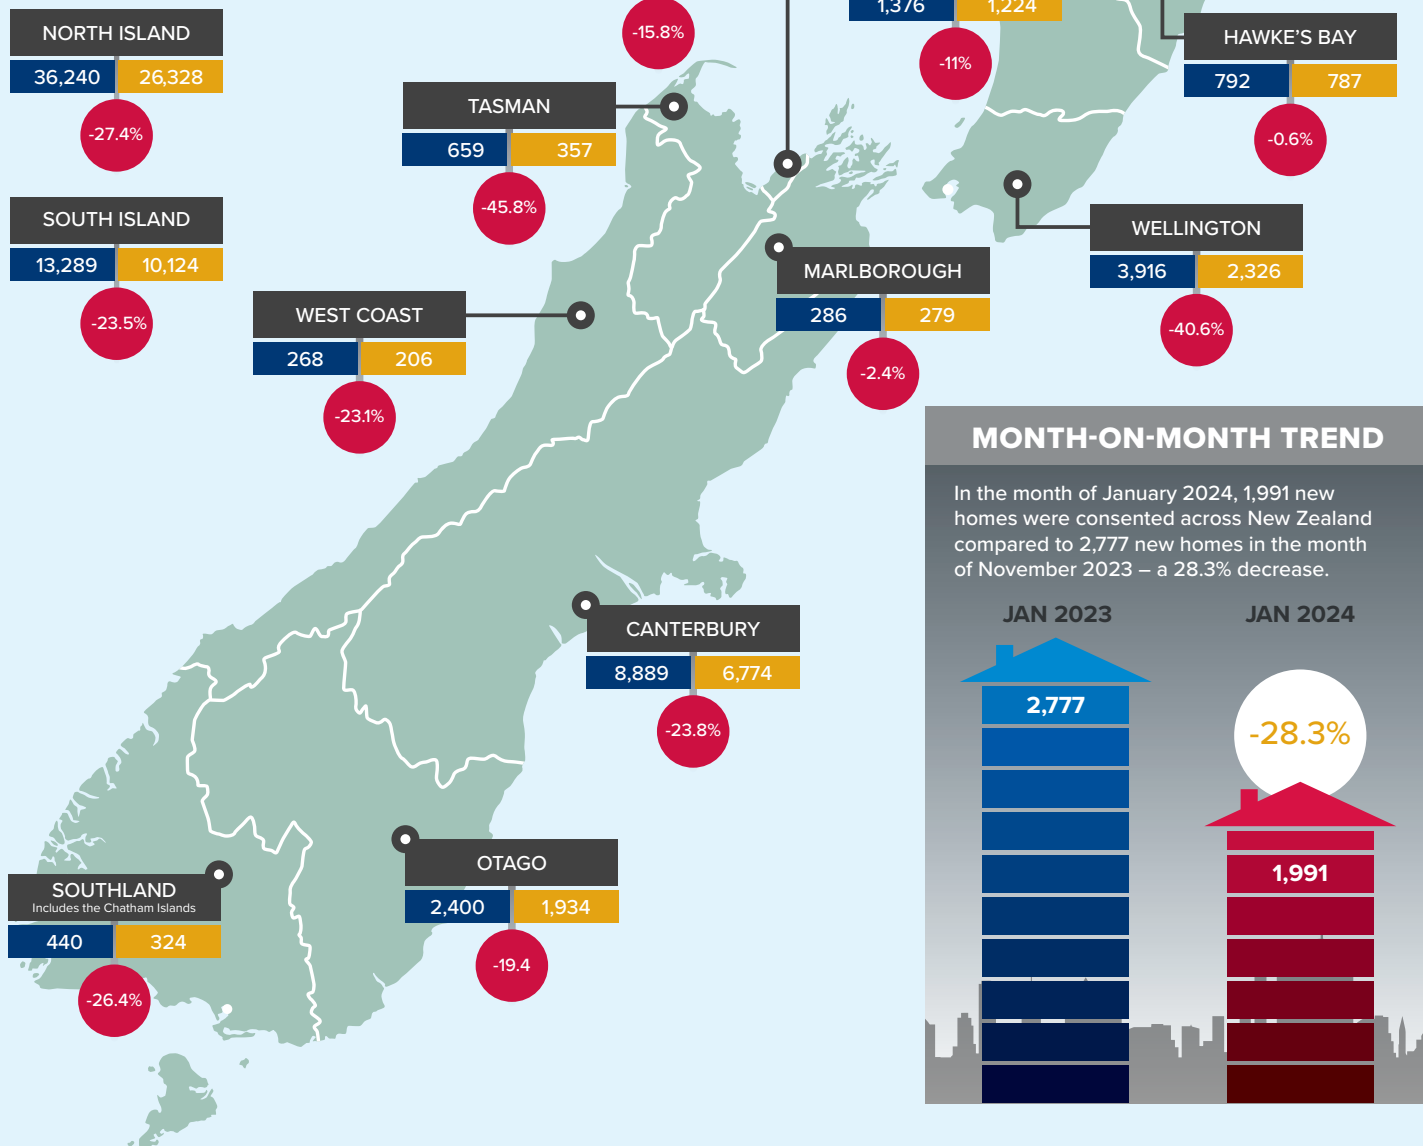 NORTH ISLAND
36,240 26,328
-27.4%
SOUTH ISLAND
13,289 10,124
-23.5%
-15.8%
1,376 1,224
-11%
HAWKE'S BAY
792 787
-0.6%
TASMAN
659 357
-45.8%
WELLINGTON
3,916 2,326
-40.6%
MARLBOROUGH
286 279
-2.4%
WEST COAST
268 206
-23.1%
CANTERBURY
8,889 6,774
-23.8%
OTAGO
2,400 1,934
-19.4
SOUTHLAND
Includes the Chatham Islands
440 324
-26.4%
MONTH-ON-MONTH TREND
In the month of January 2024, 1,991 new
homes were consented across New Zealand
compared to 2,777 new homes in the month
of November 2023 – a 28.3% decrease.
JAN 2023 JAN 2024
2,777
-28.3%
1,991